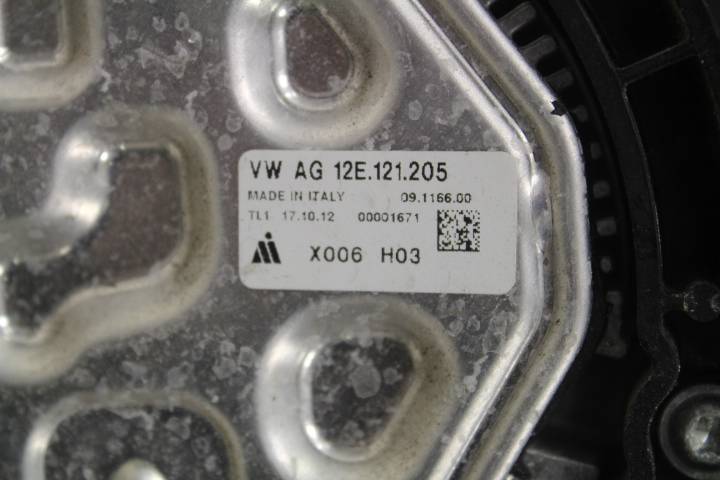 VW AG 12E.121.205
MADE IN ITALY 09.1166.00
TL1 17.10.12 00001671
X006 H03